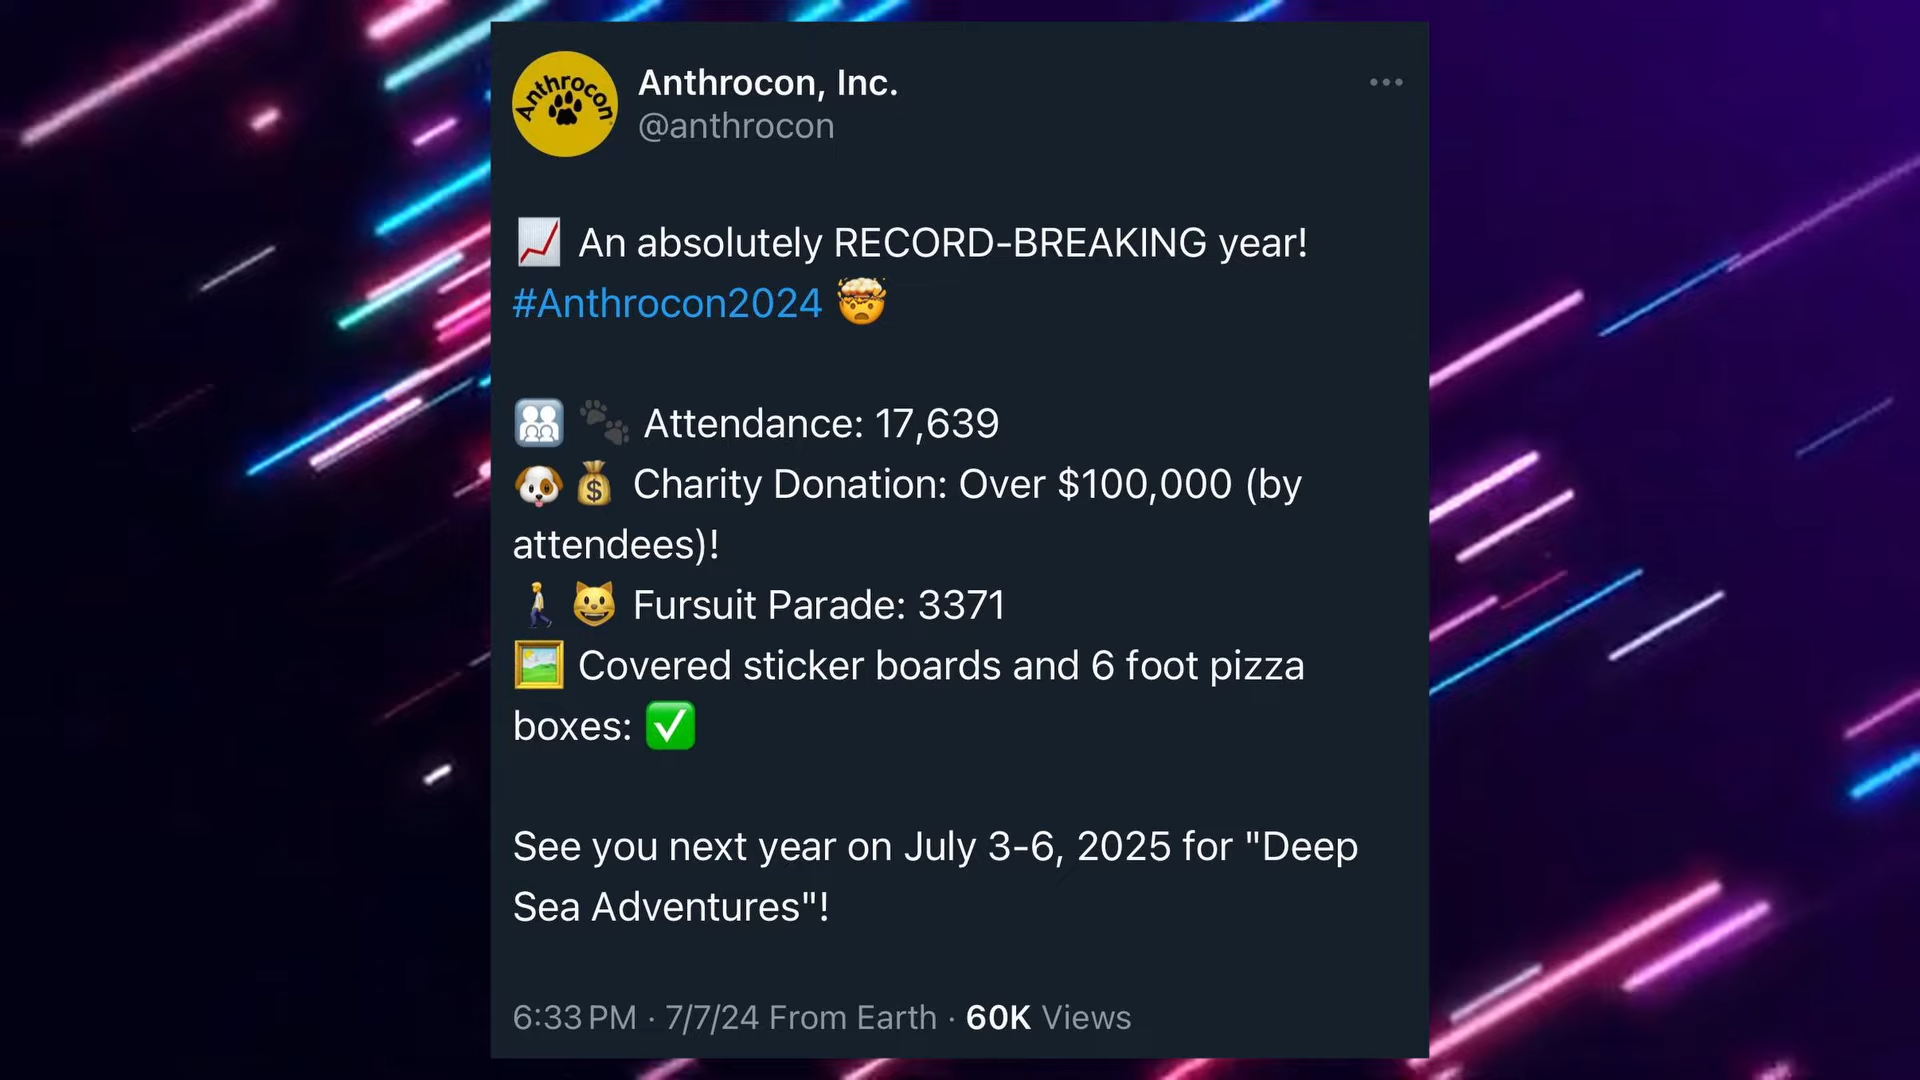 Anthrocon
Anthrocon, Inc.
@anthrocon
📈 An absolutely RECORD-BREAKING year!
#Anthrocon2024 🤯
Attendance: 17,639
🐶💰 Charity Donation: Over $100,000 (by
attendees)!
Fursuit Parade: 3371
🖼️ Covered sticker boards and 6 foot pizza
boxes: ✅
See you next year on July 3-6, 2025 for "Deep
Sea Adventures"!
6:33 PM · 7/7/24 From Earth · 60K Views